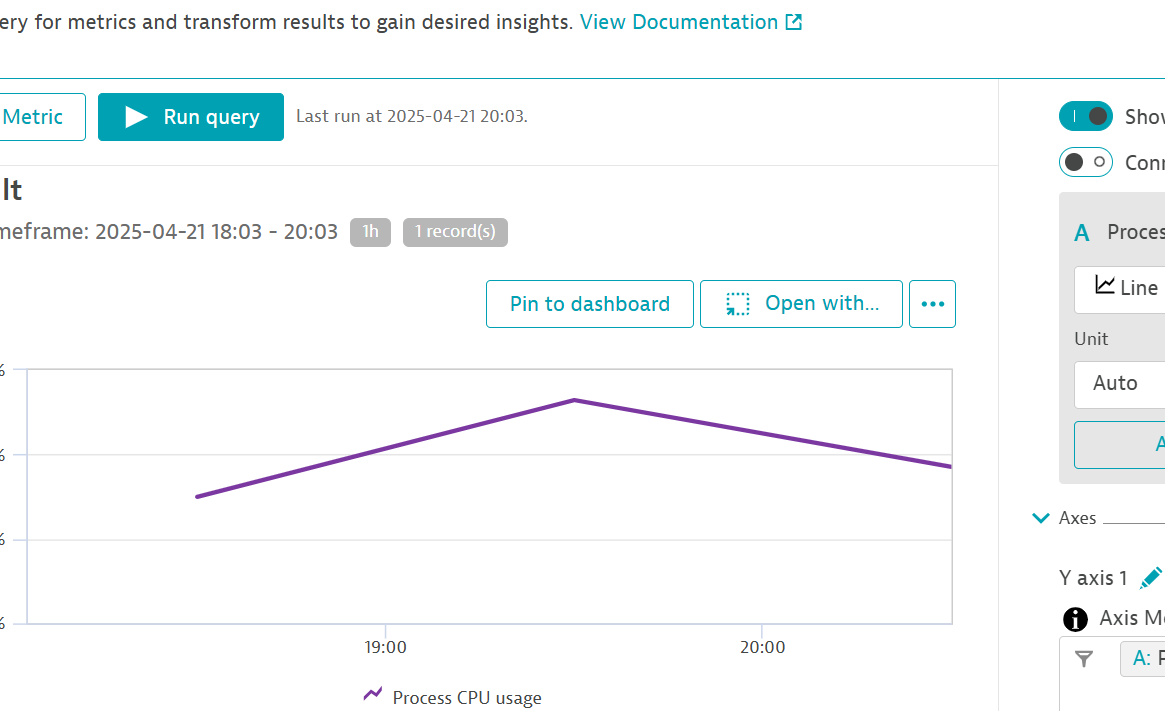 ery for metrics and transform results to gain desired insights. View Documentation
Metric
Run query
Last run at 2025-04-21 20:03.
Show
Conn
lt
meframe: 2025-04-21 18:03 - 20:03
1h
1 record(s)
A Proces
Pin to dashboard
Open with...
Line
Unit
Auto
A
%
%
%
%
19:00
20:00
Process CPU usage
Axes
Y axis 1
Axis Me
A: P